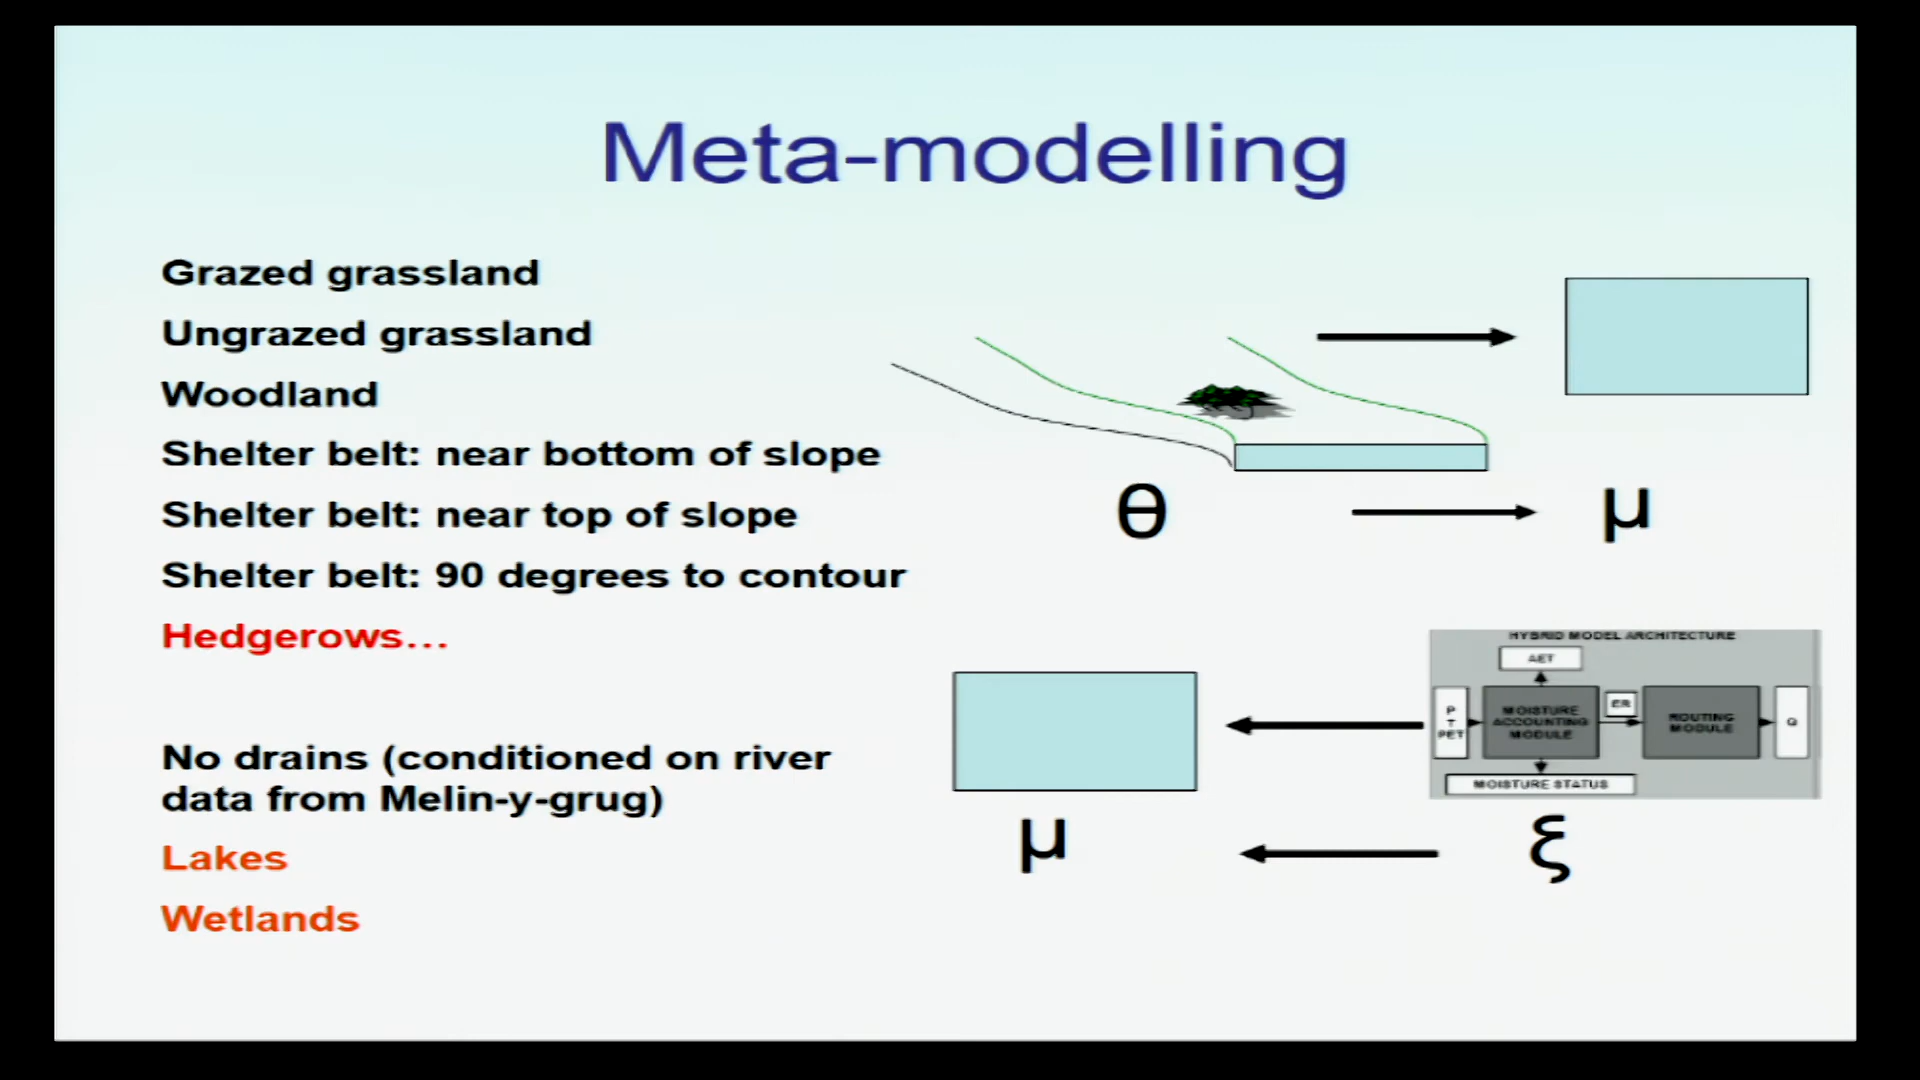 Meta-modelling
Grazed grassland
Ungrazed grassland
Woodland
Shelter belt: near bottom of slope
Shelter belt: near top of slope
Shelter belt: 90 degrees to contour
Hedgerows...
No drains (conditioned on river
data from Melin-y-grug)
Lakes
Wetlands
θ
μ
HYBRID MODEL ARCHITECTURE
AET
P
T
PET
MOISTURE
ACCOUNTING
MODULE
ER
ROUTING
MODULE
Q
MOISTURE STATUS
μ
ξ